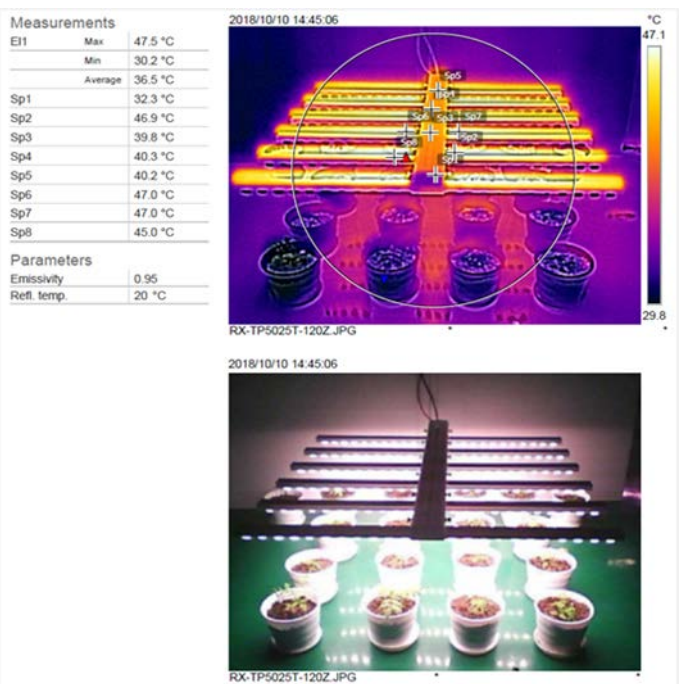 Measurements
El1 Max 47.5 °C
Min 30.2 °C
Average 36.5 °C
Sp1 32.3 °C
Sp2 46.9 °C
Sp3 39.8 °C
Sp4 40.3 °C
Sp5 40.2 °C
Sp6 47.0 °C
Sp7 47.0 °C
Sp8 45.0 °C
Parameters
Emissivity 0.95
Refl. temp. 20 °C
2018/10/10 14:45:06
°C
47.1
Sp5
Sp4
Sp3
Sp7
Sp8
Sp2
29.8
RX-TP5025T-120Z.JPG
2018/10/10 14:45:06
RX-TP5025T-120Z.JPG